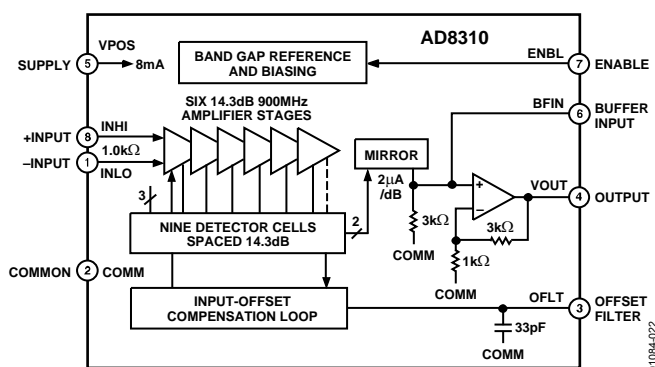 AD8310
SUPPLY
5
VPOS
8mA
BAND GAP REFERENCE
AND BIASING
ENBL
7
ENABLE
SIX 14.3dB 900MHz
AMPLIFIER STAGES
BFIN
6
BUFFER
INPUT
+INPUT
8
INHI
1.0kΩ
–INPUT
1
INLO
MIRROR
2µA
/dB
3kΩ
COMM
+
–
VOUT
4
OUTPUT
3kΩ
1kΩ
COMM
3
NINE DETECTOR CELLS
SPACED 14.3dB
2
COMMON
2
COMM
INPUT-OFFSET
COMPENSATION LOOP
OFLT
3
OFFSET
FILTER
33pF
COMM
01084-022